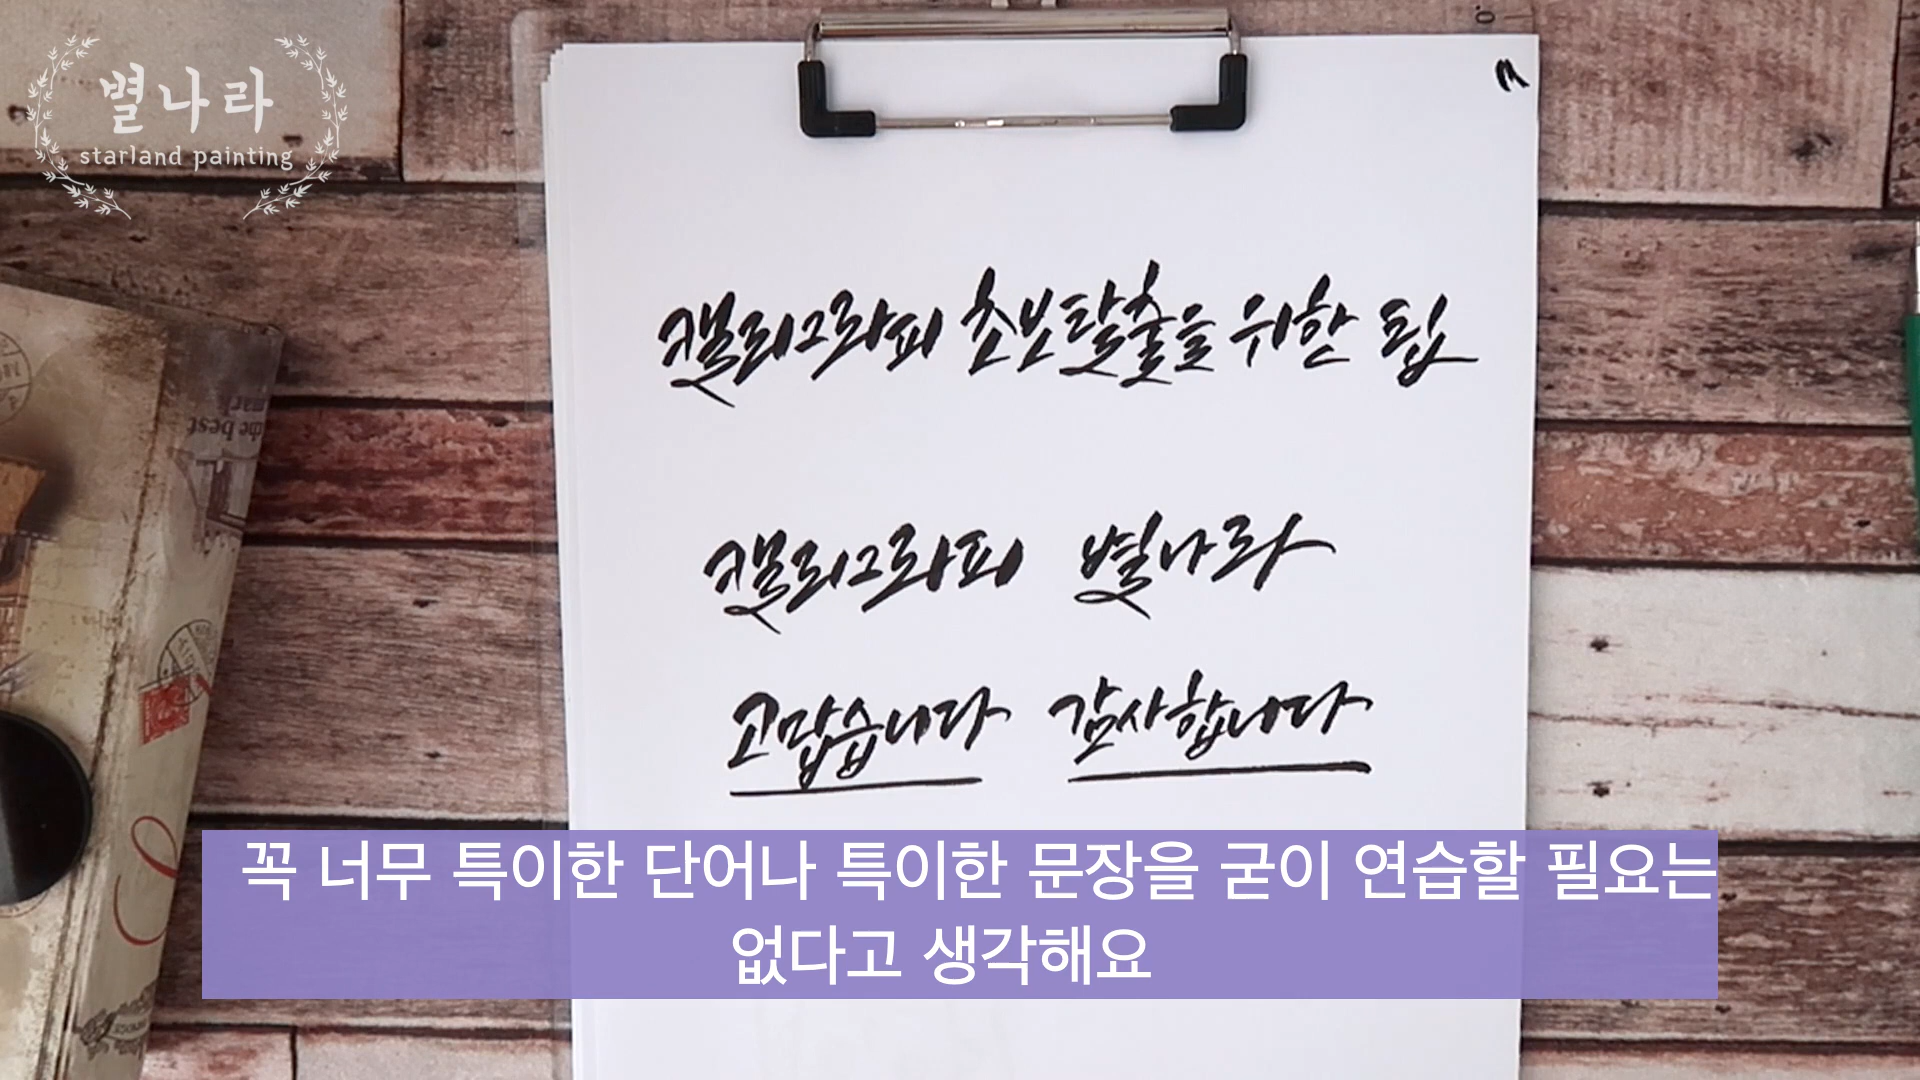 별나라
starland painting
캘리그라피 초보탈출을 위한 팁
캘리그라피 별나라
고맙습니다 감사합니다
the best
꼭 너무 특이한 단어나 특이한 문장을 굳이 연습할 필요는
없다고 생각해요